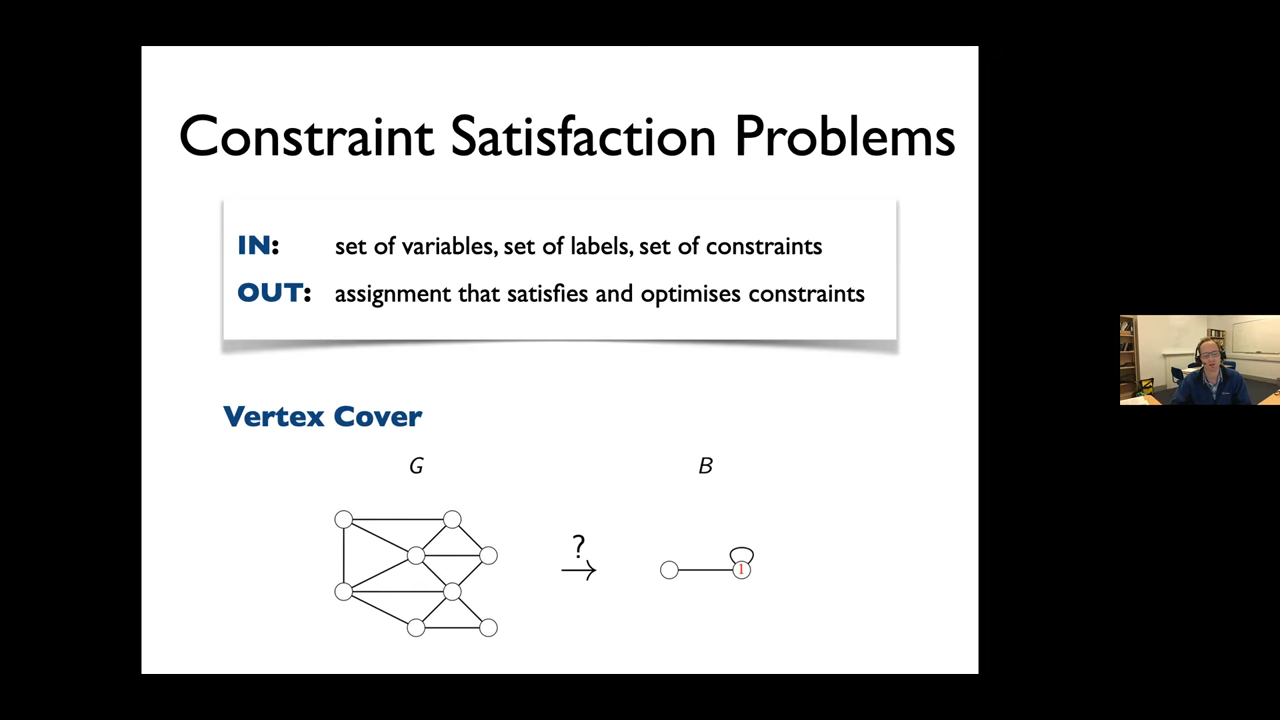 Constraint Satisfaction Problems
IN: set of variables, set of labels, set of constraints
OUT: assignment that satisfies and optimises constraints
Vertex Cover
G B
?
1